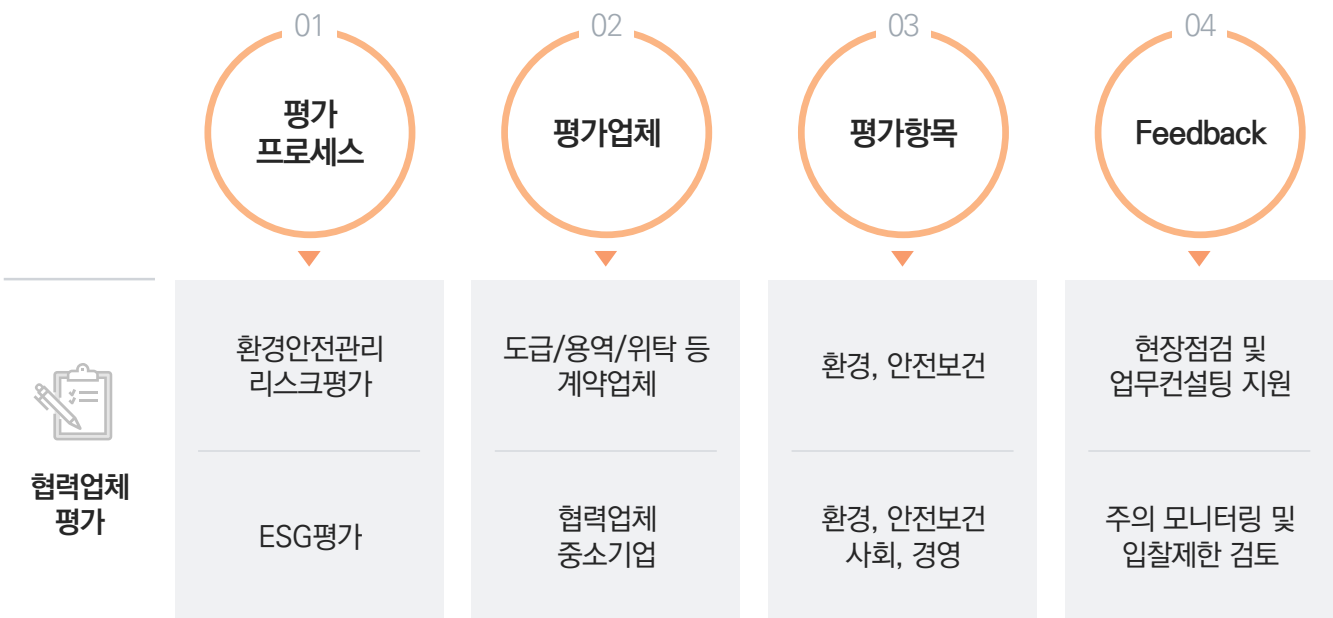 01
평가
프로세스
02
평가업체
03
평가항목
04
Feedback
협력업체
평가
환경안전관리
리스크평가
도급/용역/위탁 등
계약업체
환경, 안전보건
현장점검 및
업무컨설팅 지원
ESG평가
협력업체
중소기업
환경, 안전보건
사회, 경영
주의 모니터링 및
입찰제한 검토